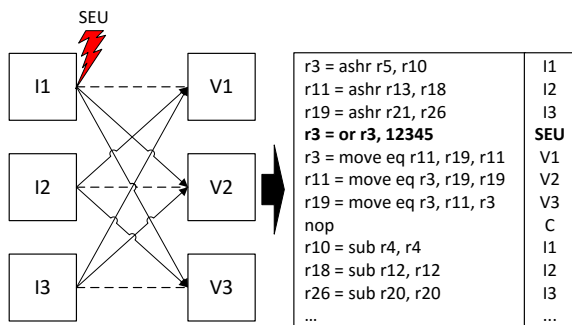 SEU
I1
V1
I2
V2
I3
V3
r3 = ashr r5, r10 I1
r11 = ashr r13, r18 I2
r19 = ashr r21, r26 I3
r3 = or r3, 12345 SEU
r3 = move eq r11, r19, r11 V1
r11 = move eq r3, r19, r19 V2
r19 = move eq r3, r11, r3 V3
nop C
r10 = sub r4, r4 I1
r18 = sub r12, r12 I2
r26 = sub r20, r20 I3
... ...